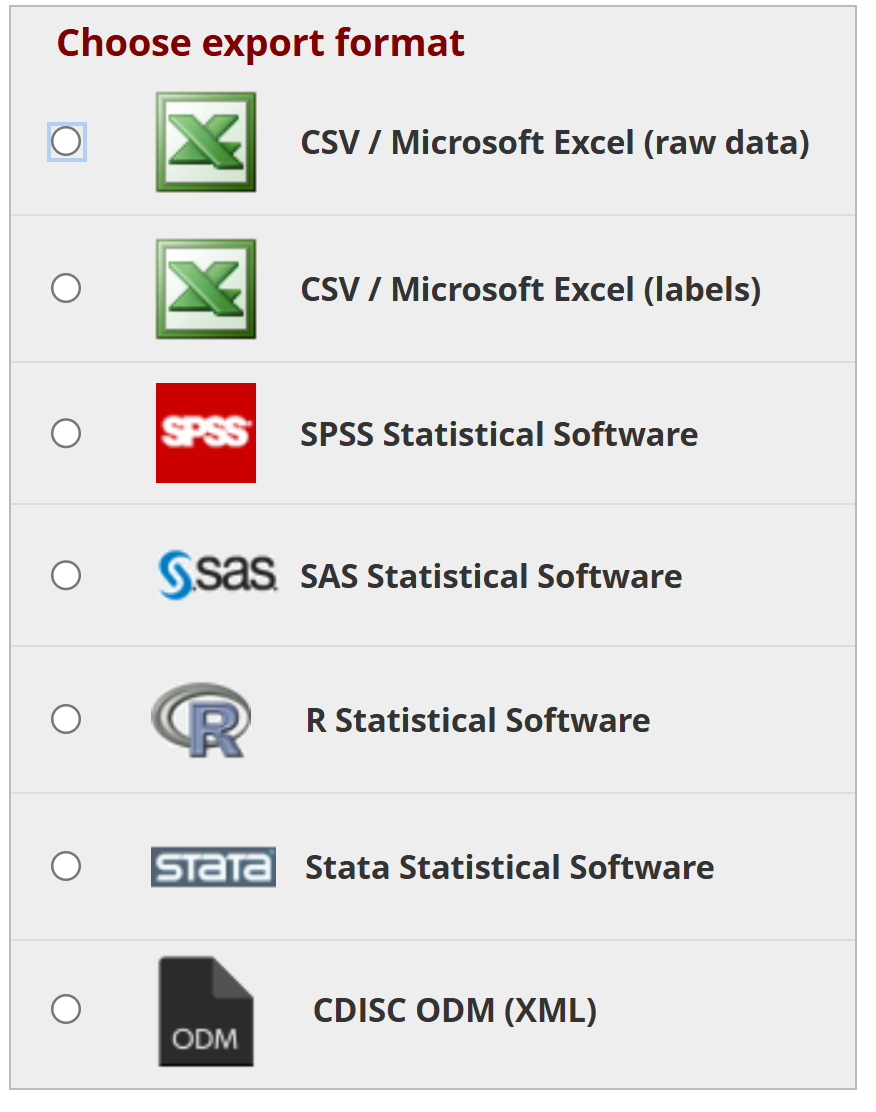 Choose export format
CSV / Microsoft Excel (raw data)
CSV / Microsoft Excel (labels)
SPSS
SPSS Statistical Software
sas
SAS Statistical Software
R
R Statistical Software
STATA
Stata Statistical Software
ODM
CDISC ODM (XML)